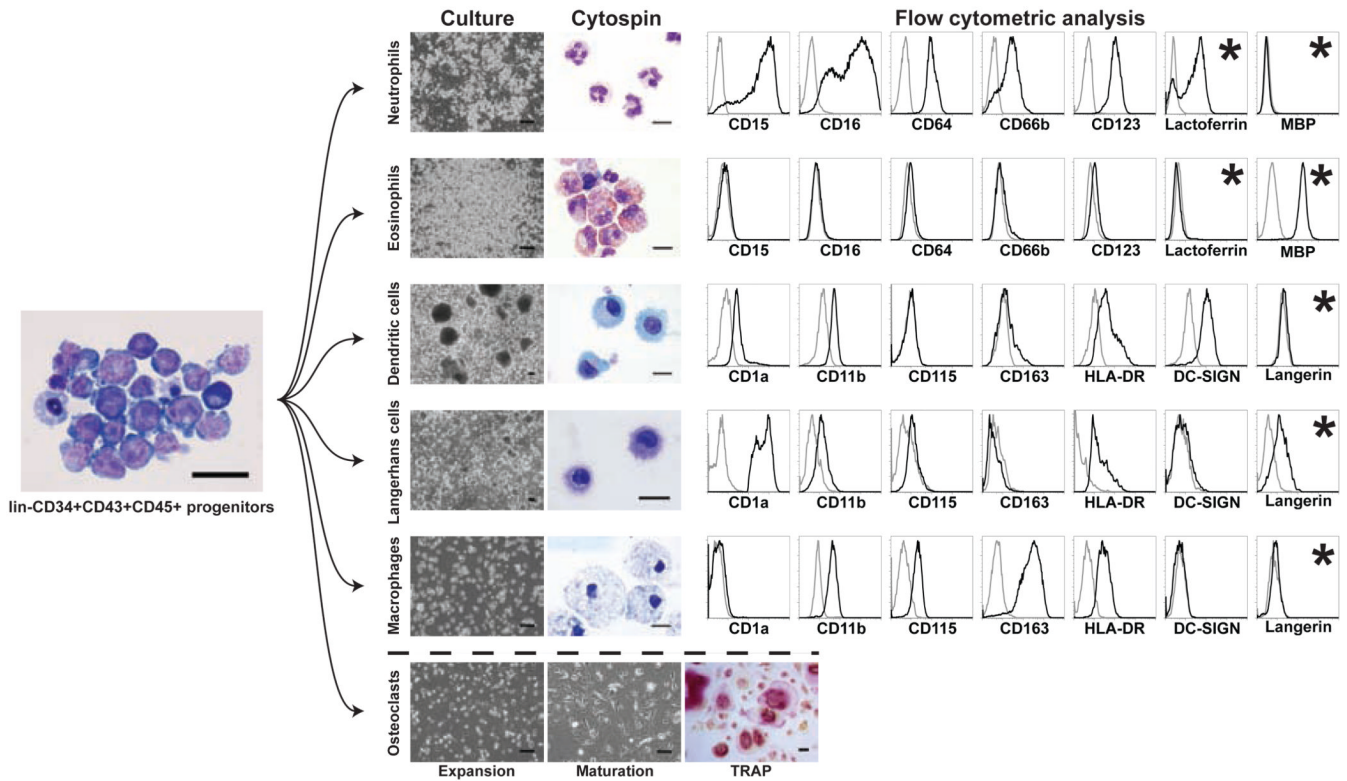 Culture Cytospin Flow cytometric analysis
Neutrophils
CD15 CD16 CD64 CD66b CD123 Lactoferrin * MBP *
Eosinophils
CD15 CD16 CD64 CD66b CD123 Lactoferrin * MBP *
Dendritic cells
CD1a CD11b CD115 CD163 HLA-DR DC-SIGN Langerin *
lin-CD34+CD43+CD45+ progenitors
Langerhans cells
CD1a CD11b CD115 CD163 HLA-DR DC-SIGN Langerin *
Macrophages
CD1a CD11b CD115 CD163 HLA-DR DC-SIGN Langerin *
Osteoclasts
Expansion Maturation TRAP